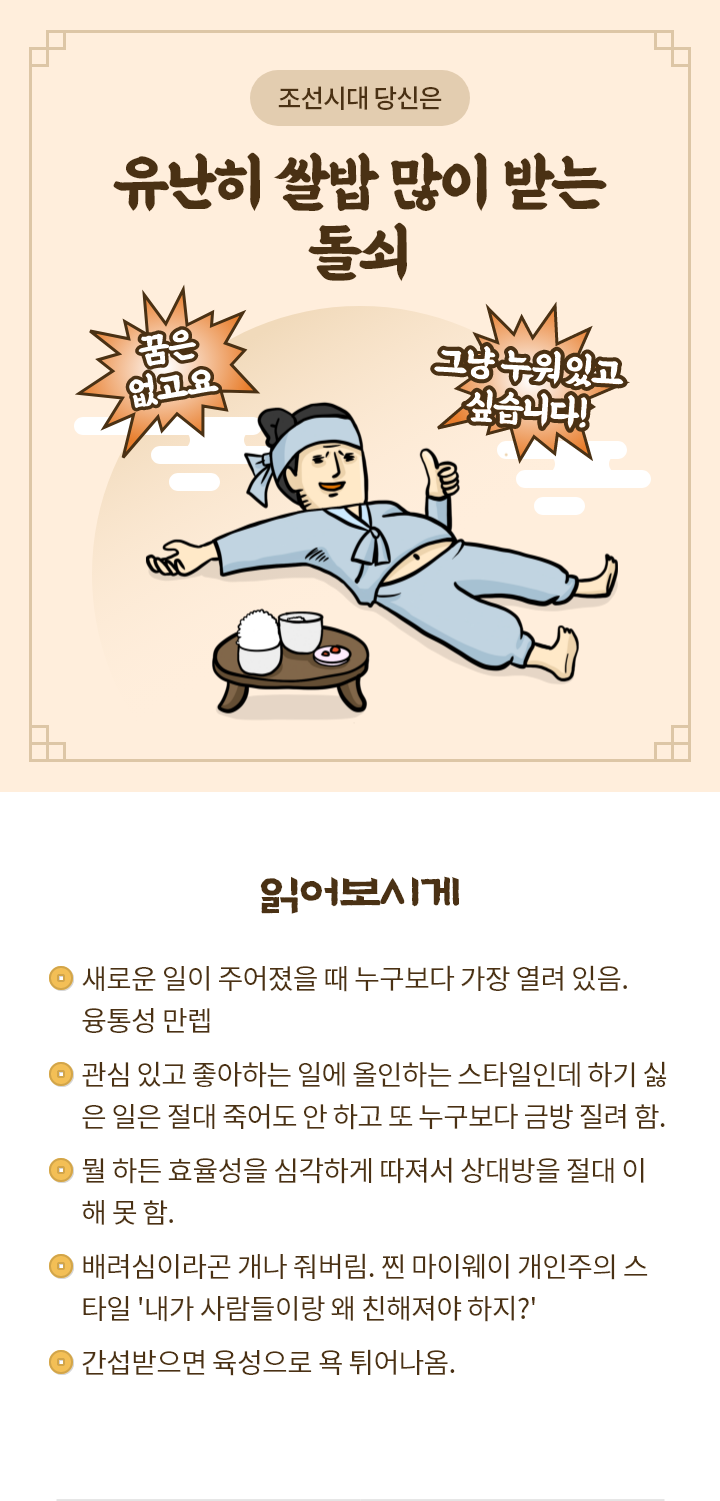 조선시대 당신은
유난히 쌀밥 많이 받는
돌쇠
꿈은
없고요
그냥 누워있고
싶습니다!
읽어보시게
새로운 일이 주어졌을 때 누구보다 가장 열려 있음.
융통성 만렙
관심 있고 좋아하는 일에 올인하는 스타일인데 하기 싫
은 일은 절대 죽어도 안 하고 또 누구보다 금방 질려 함.
뭘 하든 효율성을 심각하게 따져서 상대방을 절대 이
해 못 함.
배려심이라곤 개나 줘버림. 찐 마이웨이 개인주의 스
타일 '내가 사람들이랑 왜 친해져야 하지?'
간섭받으면 육성으로 욕 튀어나옴.